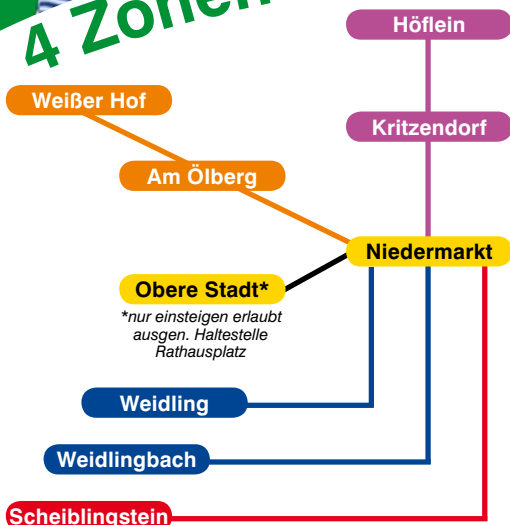 4 Zonen
Höflein
Weißer Hof
Kritzendorf
Am Ölberg
Niedermarkt
Obere Stadt*
*nur einsteigen erlaubt
ausgen. Haltestelle
Rathausplatz
Weidling
Weidlingbach
Scheiblingstein